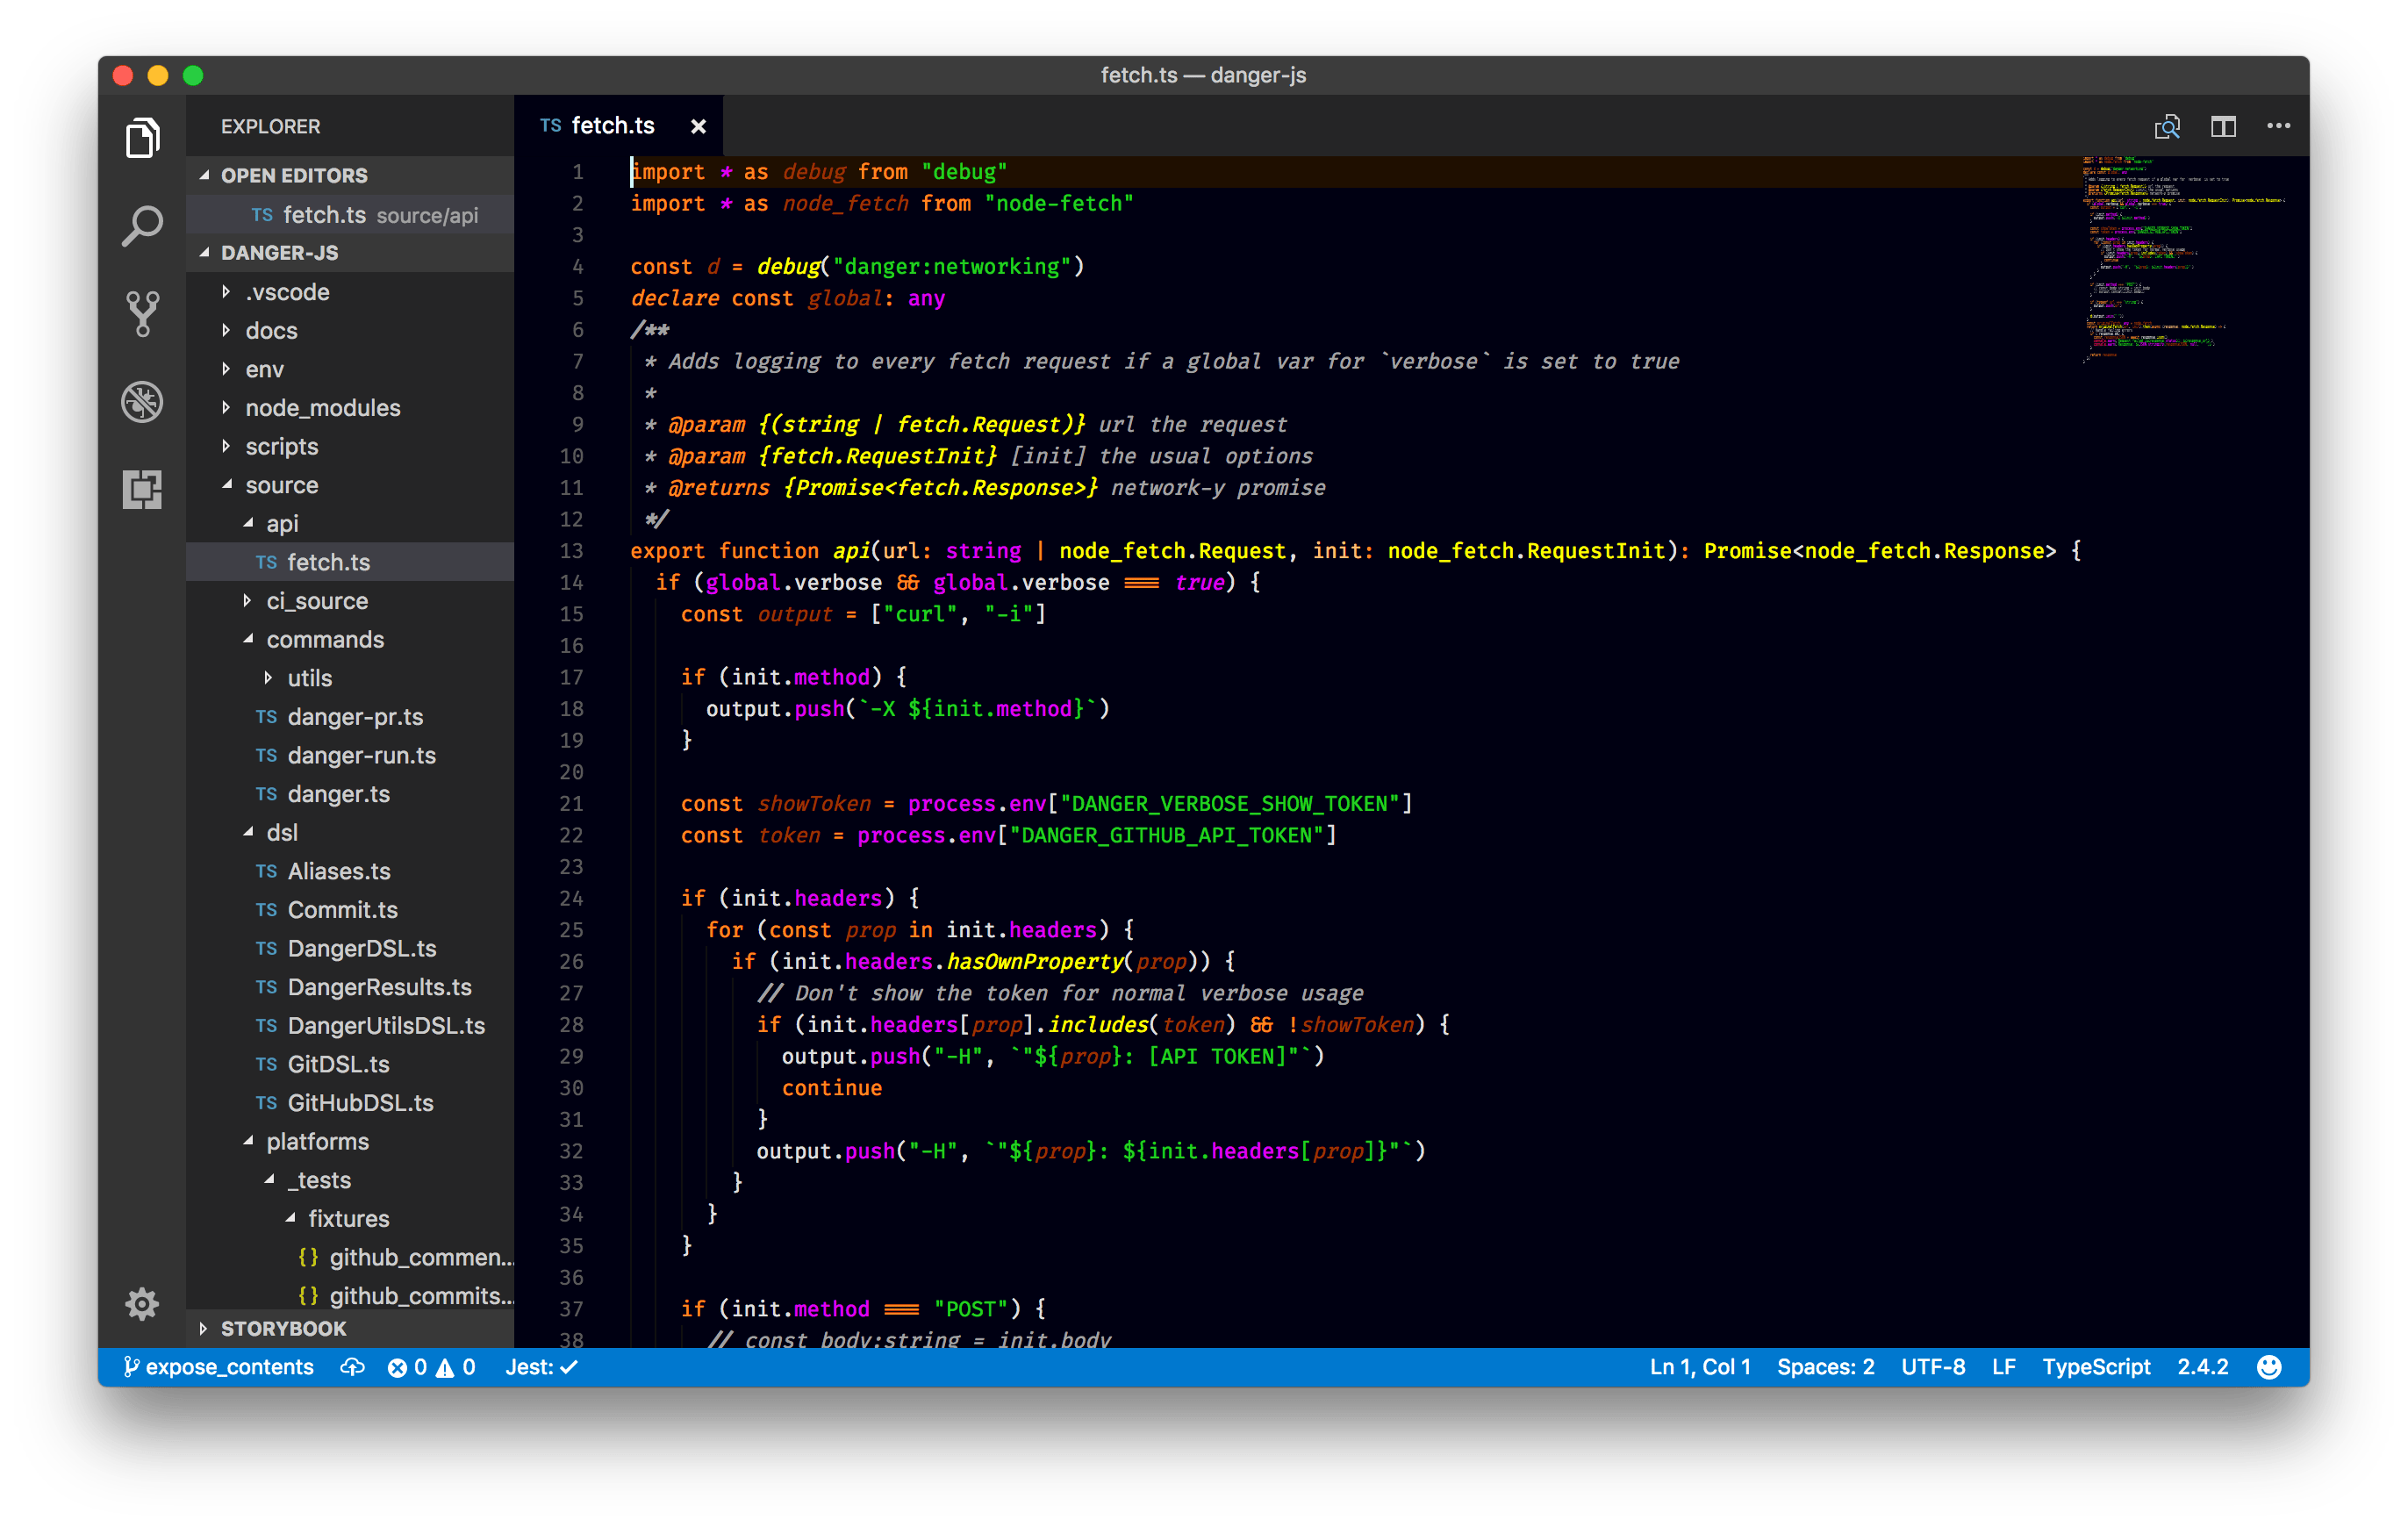 fetch.ts — danger-js
EXPLORER
OPEN EDITORS
TS fetch.ts source/api
DANGER-JS
.vscode
docs
env
node_modules
scripts
source
api
TS fetch.ts
ci_source
commands
utils
TS danger-pr.ts
TS danger-run.ts
TS danger.ts
dsl
TS Aliases.ts
TS Commit.ts
TS DangerDSL.ts
TS DangerResults.ts
TS DangerUtilsDSL.ts
TS GitDSL.ts
TS GitHubDSL.ts
platforms
_tests
fixtures
{} github_commen...
{} github_commits...
STORYBOOK
TS fetch.ts ×
1 import * as debug from "debug"
2 import * as node_fetch from "node-fetch"
3
4 const d = debug("danger:networking")
5 declare const global: any
6 /**
7 * Adds logging to every fetch request if a global var for `verbose` is set to true
8 *
9 * @param {(string | fetch.Request)} url the request
10 * @param {fetch.RequestInit} [init] the usual options
11 * @returns {Promise<fetch.Response>} network-y promise
12 */
13 export function api(url: string | node_fetch.Request, init: node_fetch.RequestInit): Promise<node_fetch.Response> {
14 if (global.verbose && global.verbose === true) {
15 const output = ["curl", "-i"]
16
17 if (init.method) {
18 output.push(`-X ${init.method}`)
19 }
20
21 const showToken = process.env["DANGER_VERBOSE_SHOW_TOKEN"]
22 const token = process.env["DANGER_GITHUB_API_TOKEN"]
23
24 if (init.headers) {
25 for (const prop in init.headers) {
26 if (init.headers.hasOwnProperty(prop)) {
27 // Don't show the token for normal verbose usage
28 if (init.headers[prop].includes(token) && !showToken) {
29 output.push("-H", `"${prop}: [API TOKEN]"`)
30 continue
31 }
32 output.push("-H", `"${prop}: ${init.headers[prop]}"`)
33 }
34 }
35 }
36
37 if (init.method === "POST") {
38 // const body:string = init.body
expose_contents 0 0 Jest: ✓ Ln 1, Col 1 Spaces: 2 UTF-8 LF TypeScript 2.4.2